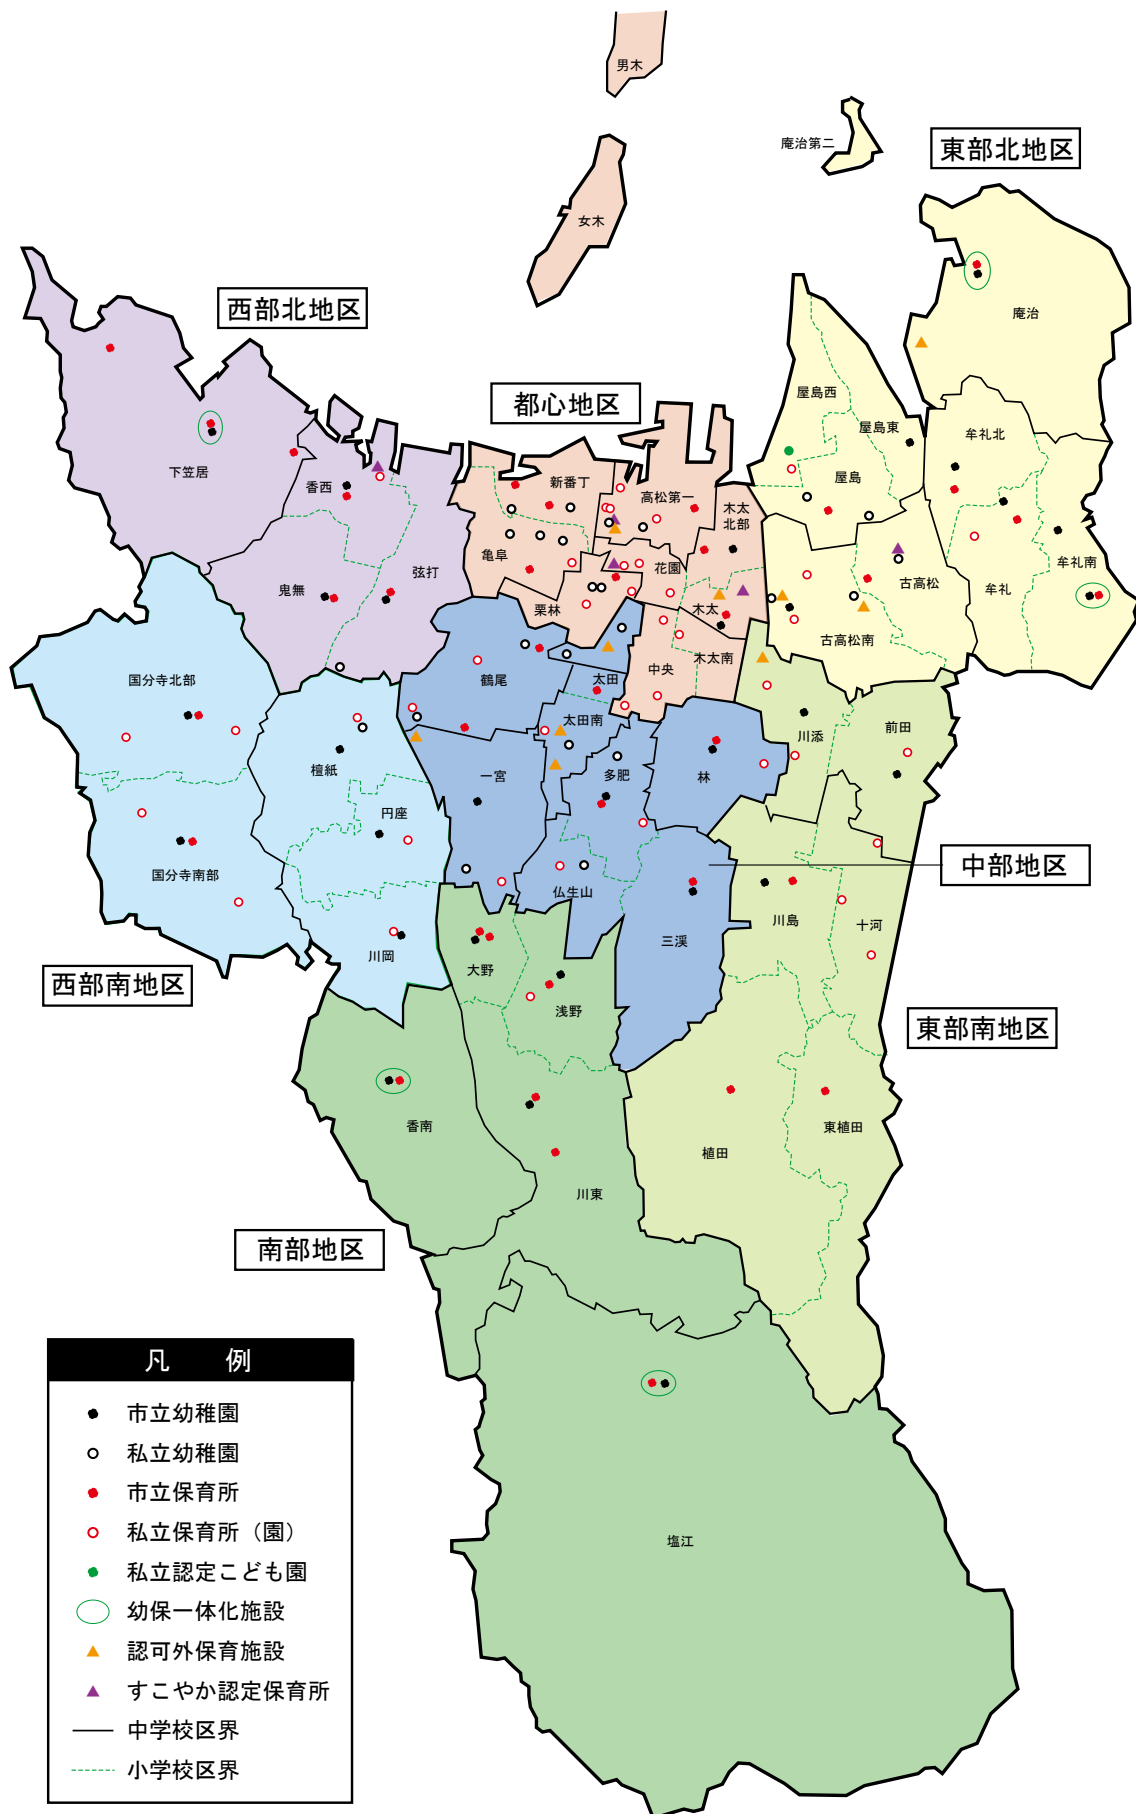 男木
庵治第二
東部北地区
女木
庵治
西部北地区
都心地区
屋島西
屋島東
牟礼北
下笠居
香西
新番丁
高松第一
木太
北部
屋島
亀阜
花園
古高松
牟礼南
鬼無
弦打
栗林
木太
古高松南
牟礼
国分寺北部
鶴尾
太田
中央
木太南
太田南
川添
前田
檀紙
一宮
多肥
林
円座
中部地区
国分寺南部
仏生山
川島
十河
西部南地区
川岡
大野
浅野
三渓
東部南地区
香南
植田
東植田
川東
南部地区
塩江
凡 例
市立幼稚園
私立幼稚園
市立保育所
私立保育所（園）
私立認定こども園
幼保一体化施設
認可外保育施設
すこやか認定保育所
中学校区界
小学校区界